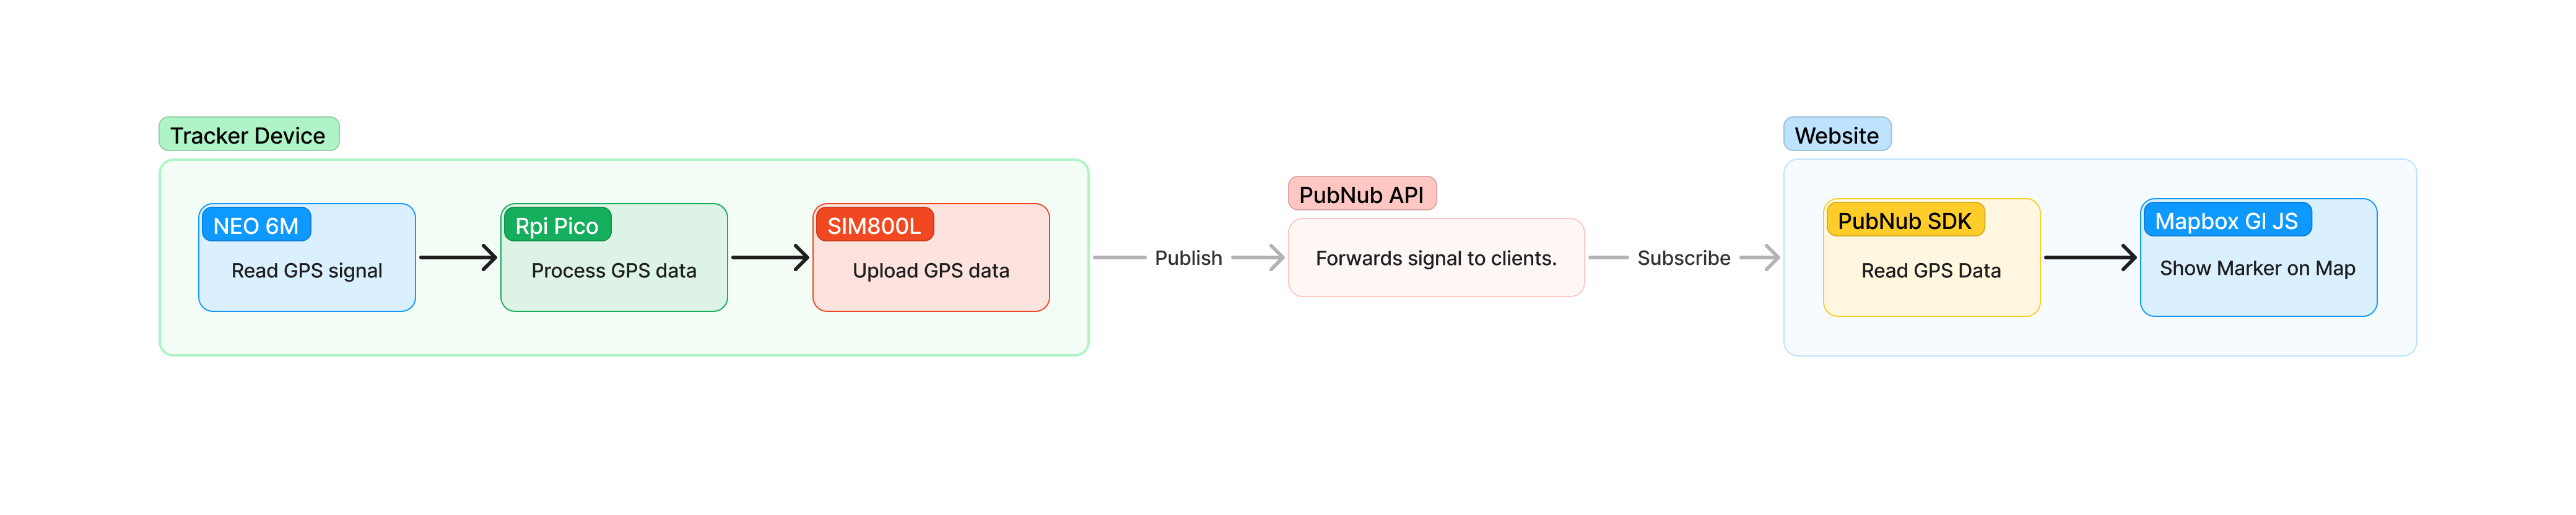 Tracker Device
NEO 6M
Read GPS signal
Rpi Pico
Process GPS data
SIM800L
Upload GPS data
Publish
PubNub API
Forwards signal to clients.
Subscribe
Website
PubNub SDK
Read GPS Data
Mapbox Gl JS
Show Marker on Map